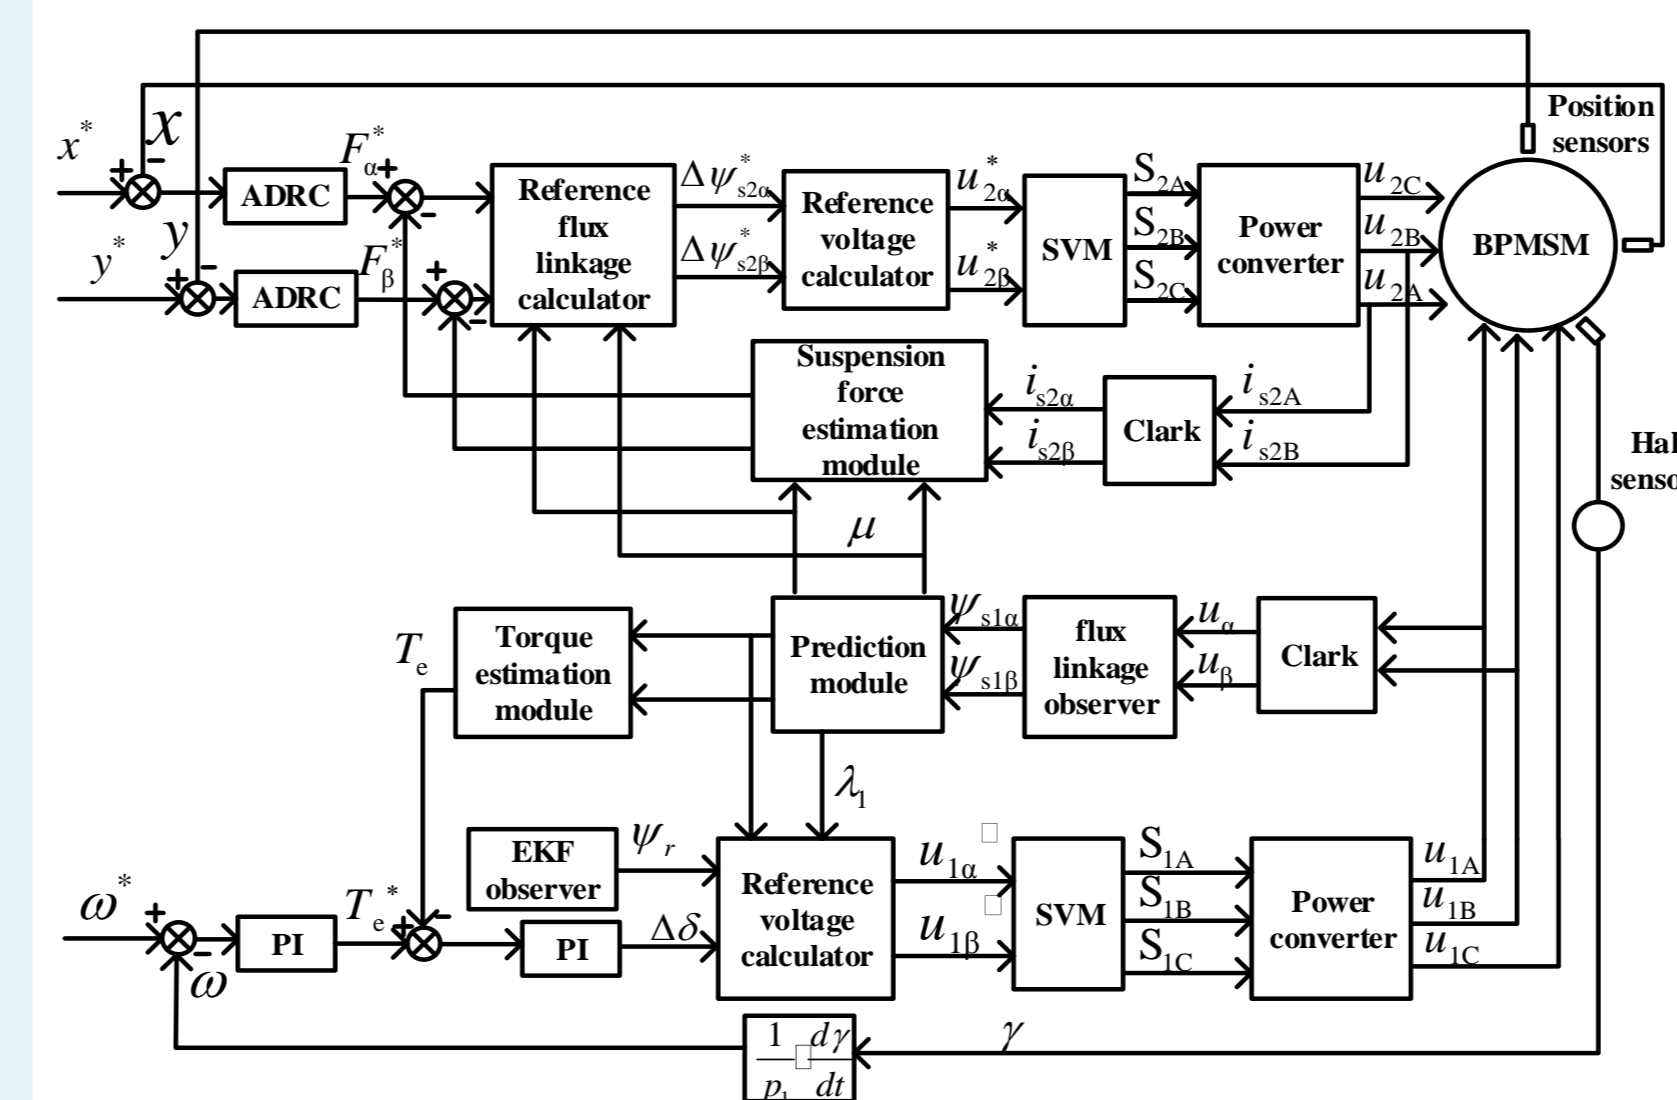 Position
sensors
x*
x
+
-
ADRC
F*α
+
-
Reference
flux
linkage
calculator
Δψ*s2α
Δψ*s2β
Reference
voltage
calculator
u*2α
u*2β
SVM
S2A
S2B
S2C
Power
converter
u2C
u2B
u2A
BPMSM
y*
y
+
-
ADRC
F*β
+
-
Suspension
force
estimation
module
is2α
is2β
Clark
is2A
is2B
μ
Torque
estimation
module
Te
Prediction
module
ψs1α
ψs1β
flux
linkage
observer
uα
uβ
Clark
λ1
EKF
observer
ψr
ω*
+
-
ω
PI
Te*
+
-
PI
Δδ
Reference
voltage
calculator
u1α
u1β
SVM
S1A
S1B
S1C
Power
converter
u1A
u1B
u1C
1 dγ
p1 dt
γ